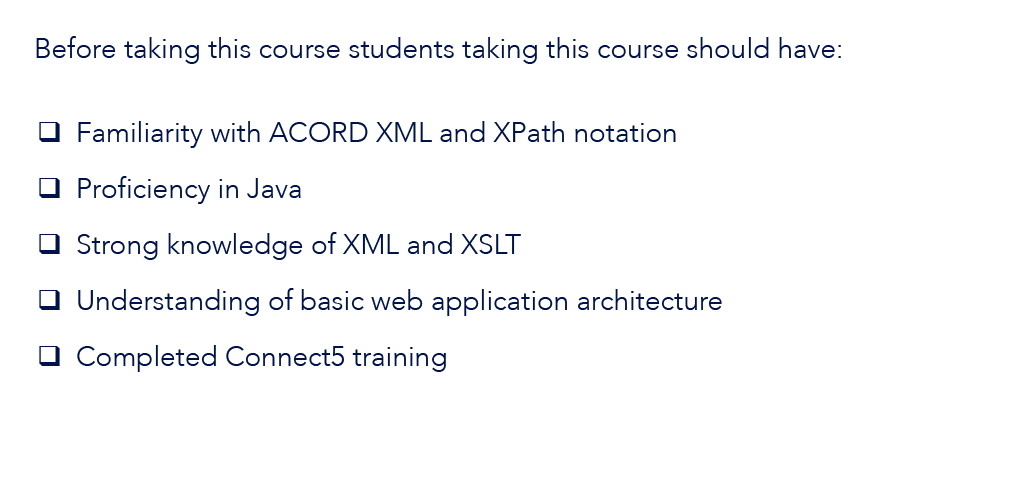 Before taking this course students taking this course should have:
❑ Familiarity with ACORD XML and XPath notation
❑ Proficiency in Java
❑ Strong knowledge of XML and XSLT
❑ Understanding of basic web application architecture
❑ Completed Connect5 training